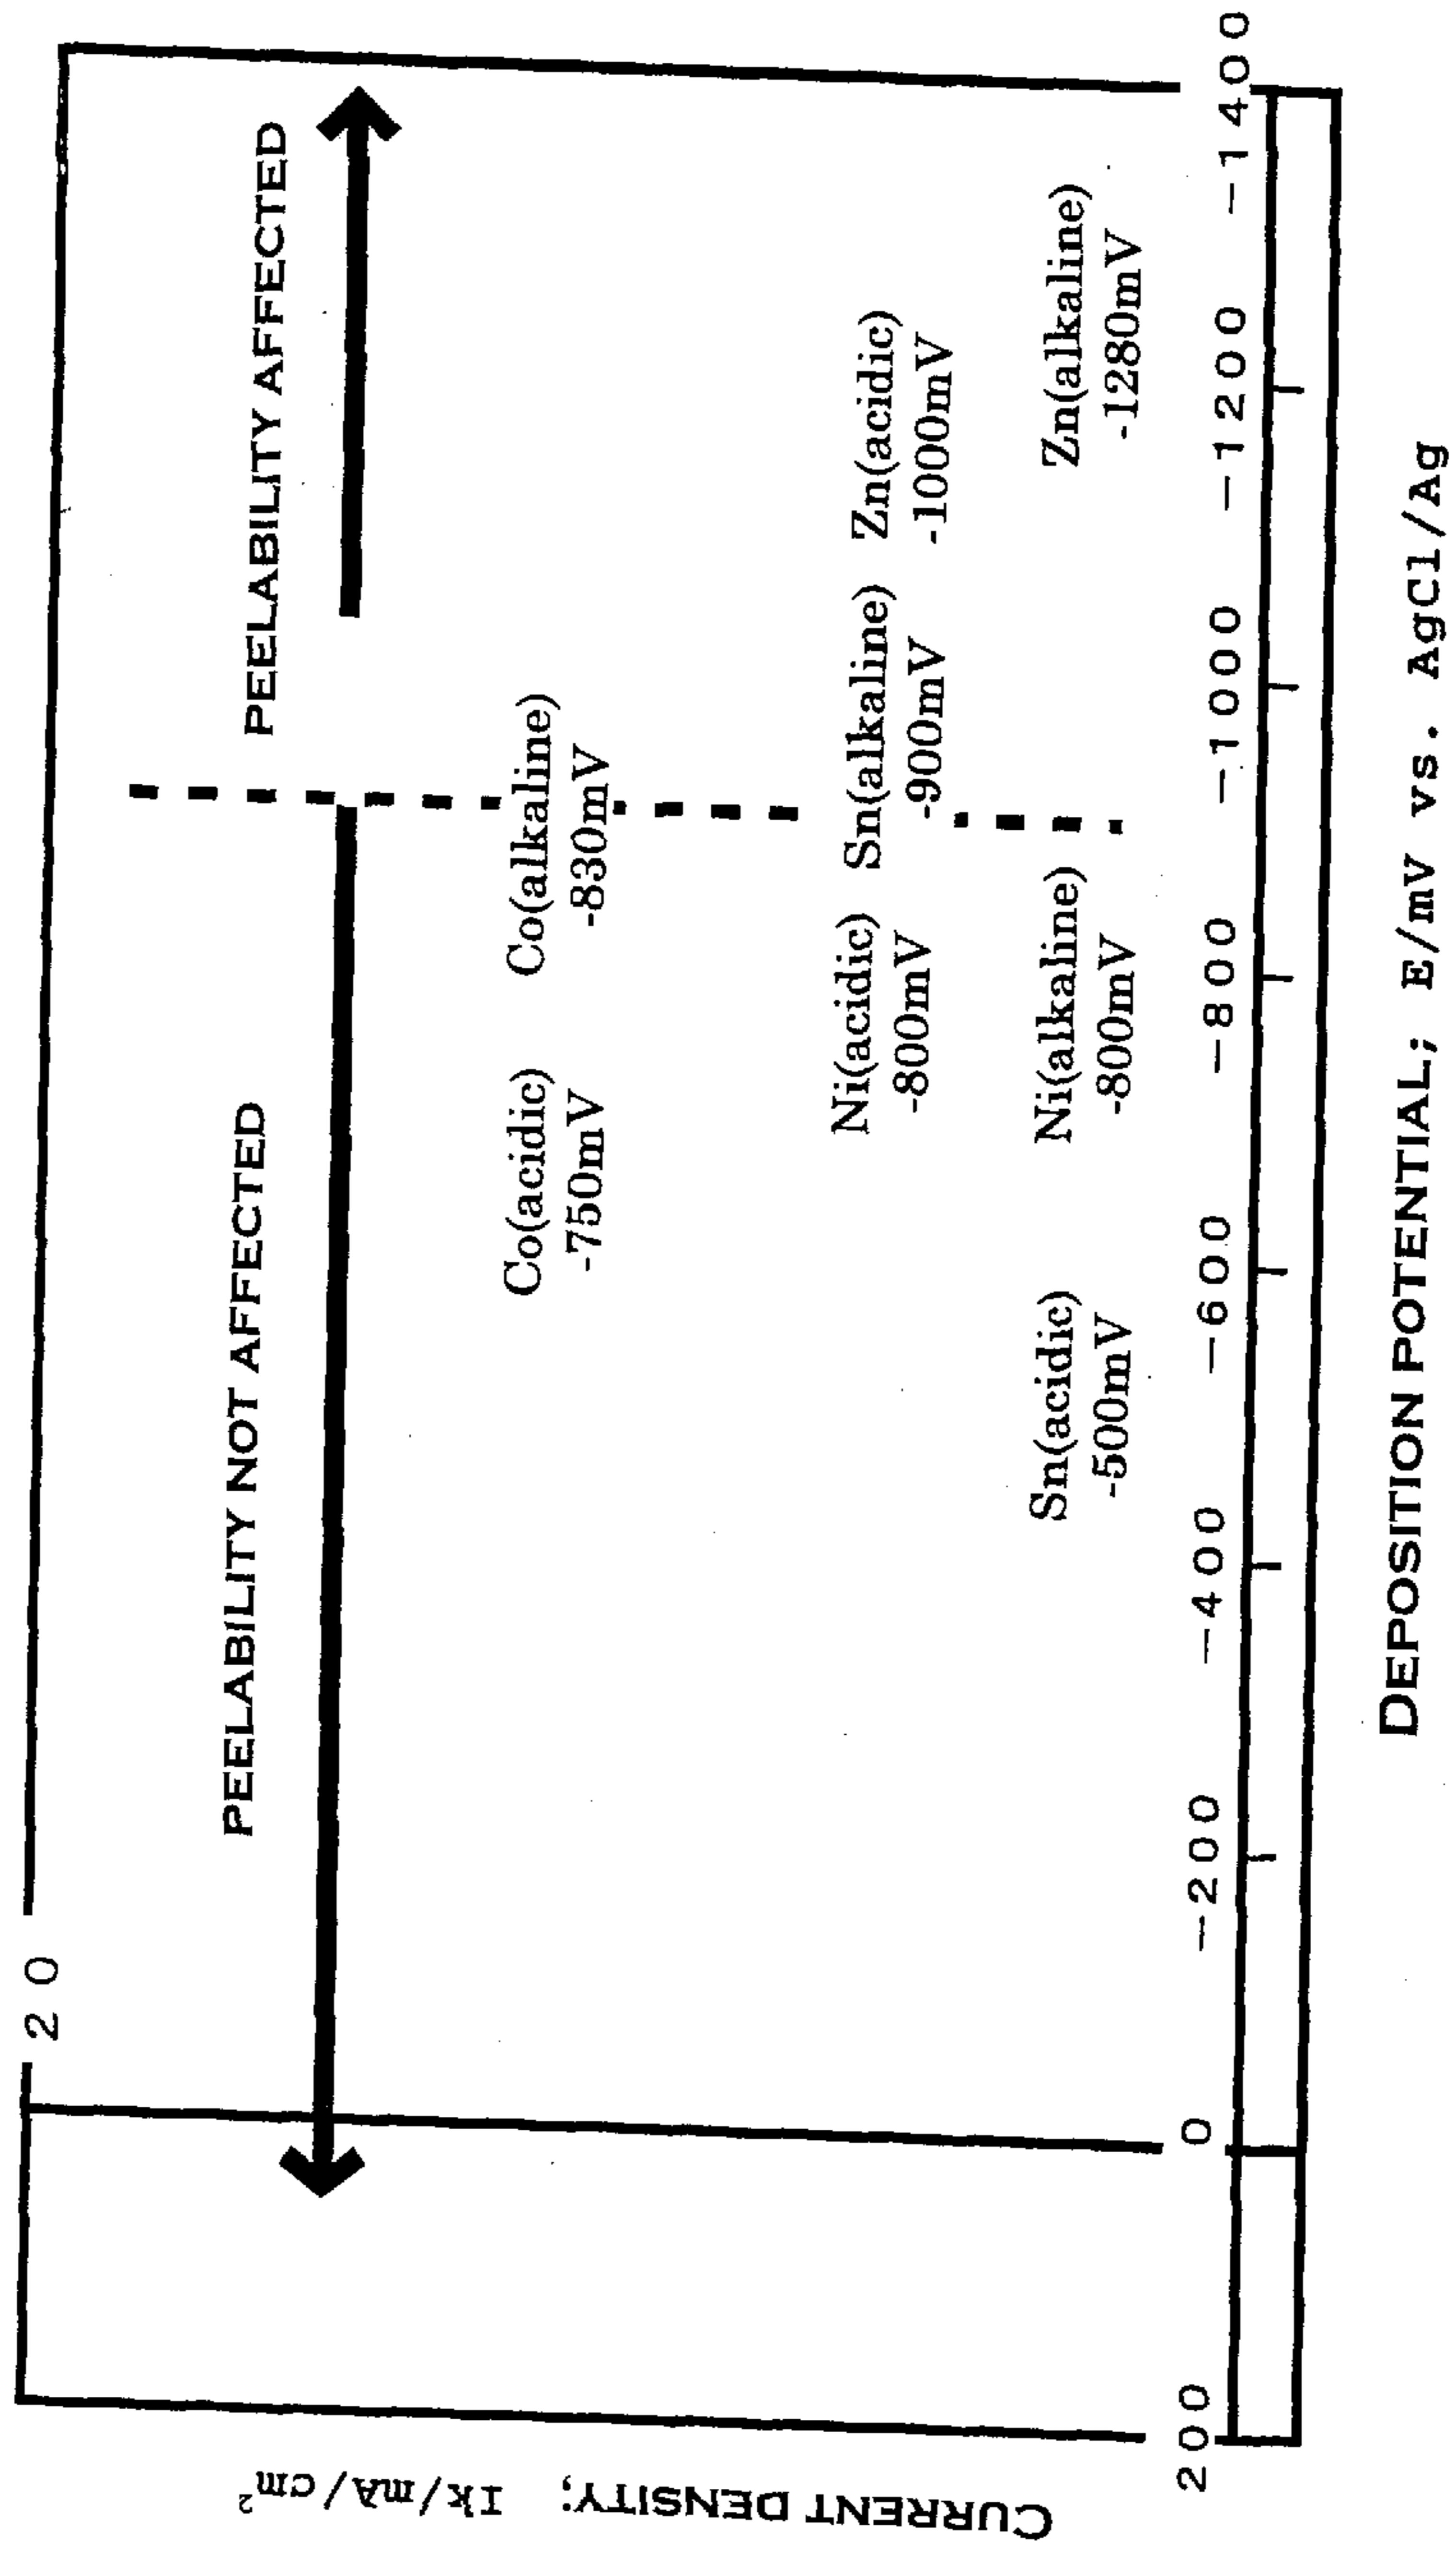 CURRENT DENSITY; Ik/mA/cm²
2 0
PEELABILITY NOT AFFECTED
PEELABILITY AFFECTED
Co(acidic)
-750mV
Co(alkaline)
-830mV
Ni(acidic)
-800mV
Sn(alkaline)
-900mV
Zn(acidic)
-1000mV
Sn(acidic)
-500mV
Ni(alkaline)
-800mV
Zn(alkaline)
-1280mV
200 0 -200 -400 -600 -800 -1000 -1200 -1400
DEPOSITION POTENTIAL; E/mV vs. AgCl/Ag